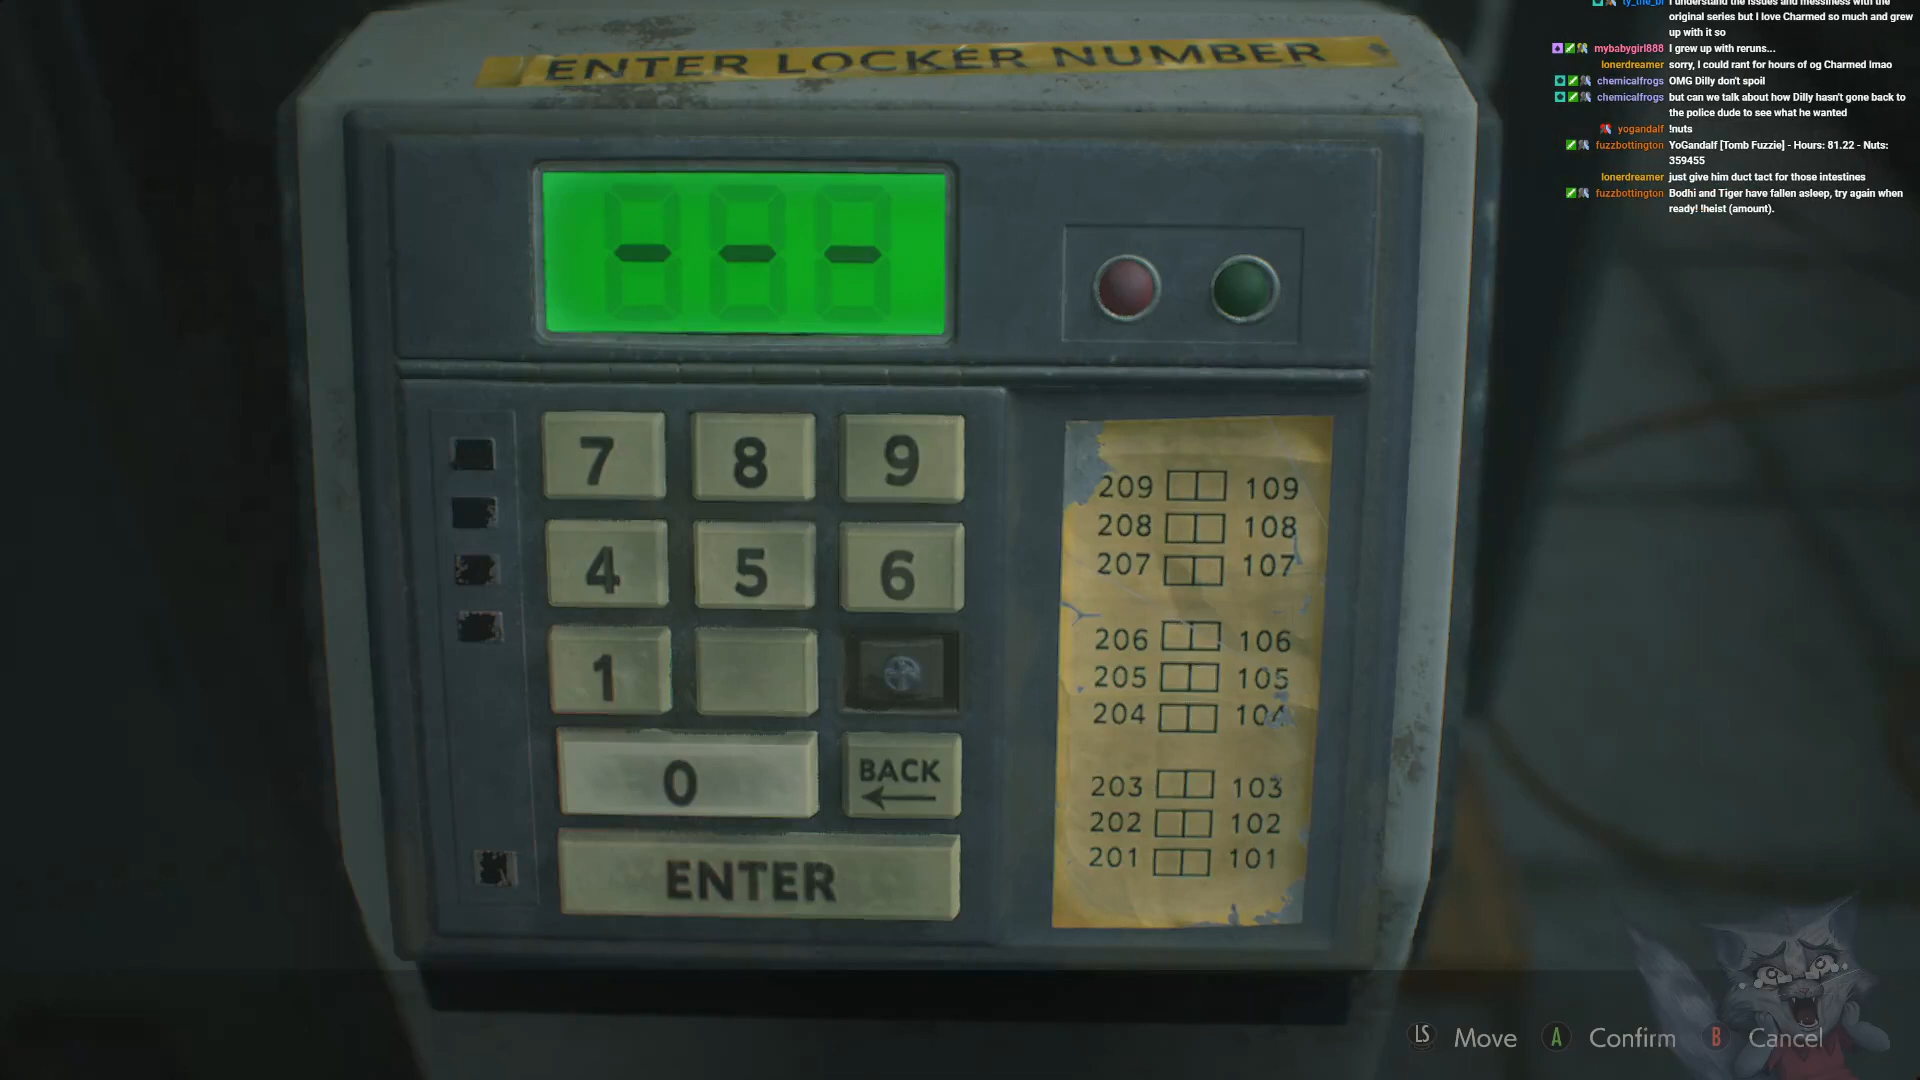 ENTER LOCKER NUMBER
7 8 9
4 5 6
1
0 BACK
ENTER
209 109
208 108
207 107
206 106
205 105
204 104
203 103
202 102
201 101
I understand the issues and messiness with the
original series but I love Charmed so much and grew
up with it so
mybabygirl888 I grew up with reruns...
lonerdreamer sorry, I could rant for hours of og Charmed lmao
chemicalfrogs OMG Dilly don't spoil
chemicalfrogs but can we talk about how Dilly hasn't gone back to
the police dude to see what he wanted
yogandalf !nuts
fuzzbottington YoGandalf [Tomb Fuzzie] - Hours: 81.22 - Nuts:
359455
lonerdreamer just give him duct tact for those intestines
fuzzbottington Bodhi and Tiger have fallen asleep, try again when
ready! !heist (amount).
LS Move A Confirm B Cancel